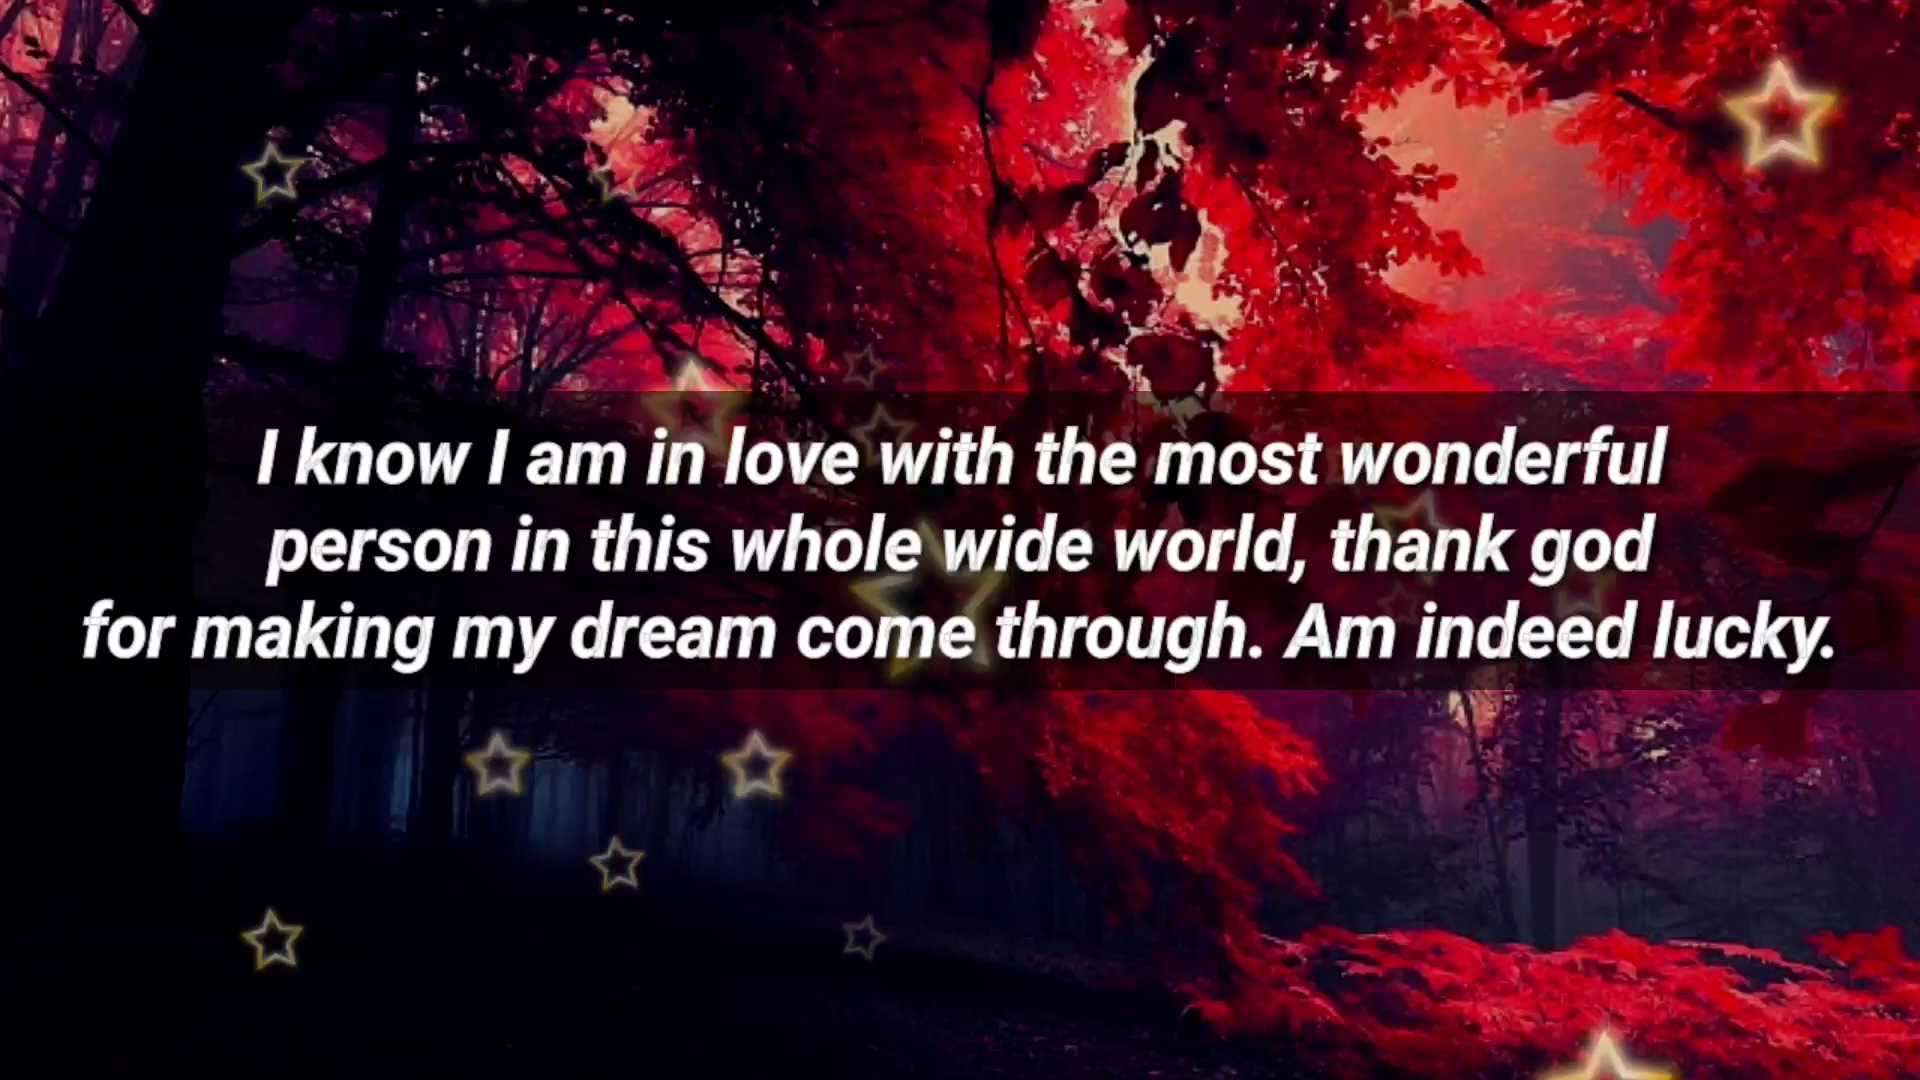 I know I am in love with the most wonderful
person in this whole wide world, thank god
for making my dream come through. Am indeed lucky.